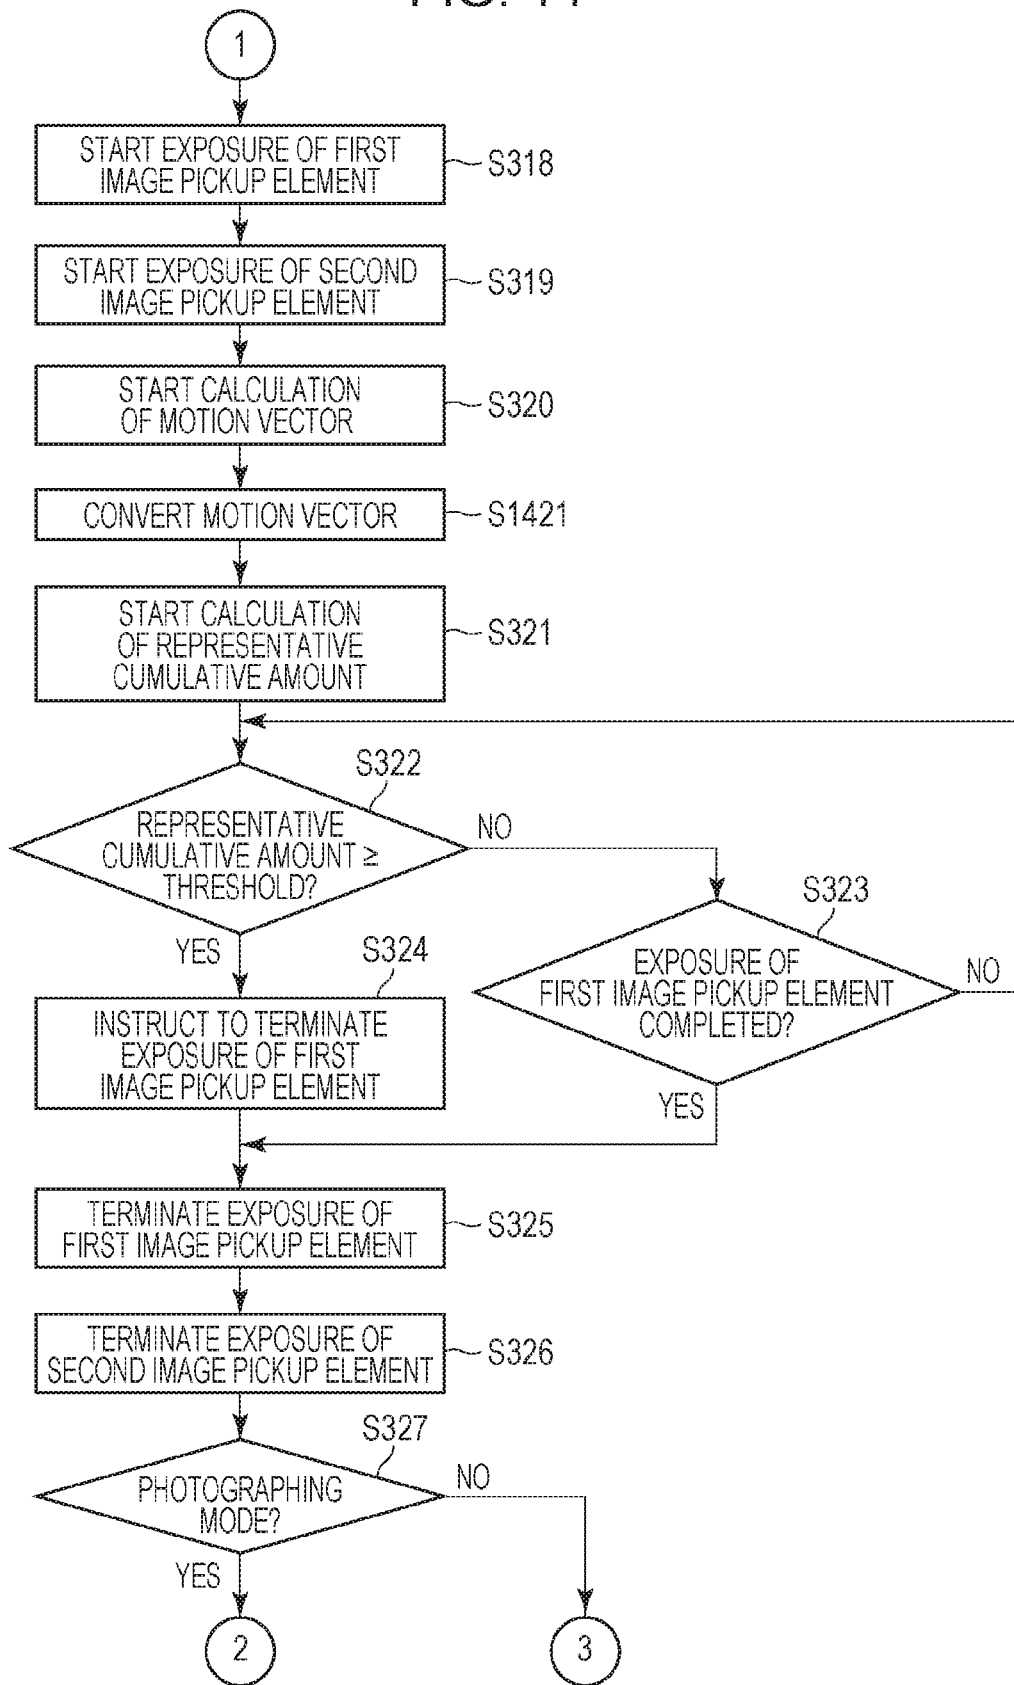 1
START EXPOSURE OF FIRST
IMAGE PICKUP ELEMENT
S318
START EXPOSURE OF SECOND
IMAGE PICKUP ELEMENT
S319
START CALCULATION
OF MOTION VECTOR
S320
CONVERT MOTION VECTOR
S1421
START CALCULATION
OF REPRESENTATIVE
CUMULATIVE AMOUNT
S321
S322
REPRESENTATIVE
CUMULATIVE AMOUNT ≥
THRESHOLD?
NO
YES
S323
EXPOSURE OF
FIRST IMAGE PICKUP ELEMENT
COMPLETED?
NO
YES
S324
INSTRUCT TO TERMINATE
EXPOSURE OF FIRST
IMAGE PICKUP ELEMENT
TERMINATE EXPOSURE OF
FIRST IMAGE PICKUP ELEMENT
S325
TERMINATE EXPOSURE OF
SECOND IMAGE PICKUP ELEMENT
S326
S327
PHOTOGRAPHING
MODE?
NO
YES
2
3